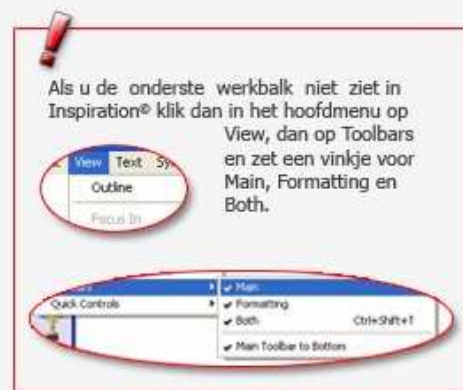 Als u de onderste werkbalk niet ziet in
Inspiration© klik dan in het hoofdmenu op
View, dan op Toolbars
en zet een vinkje voor
Main, Formatting en
Both.
View Text
Outline
Focus In
Main
Quick Controls
Formatting
Both Ctrl+Shift+T
Main Toolbar to Bottom